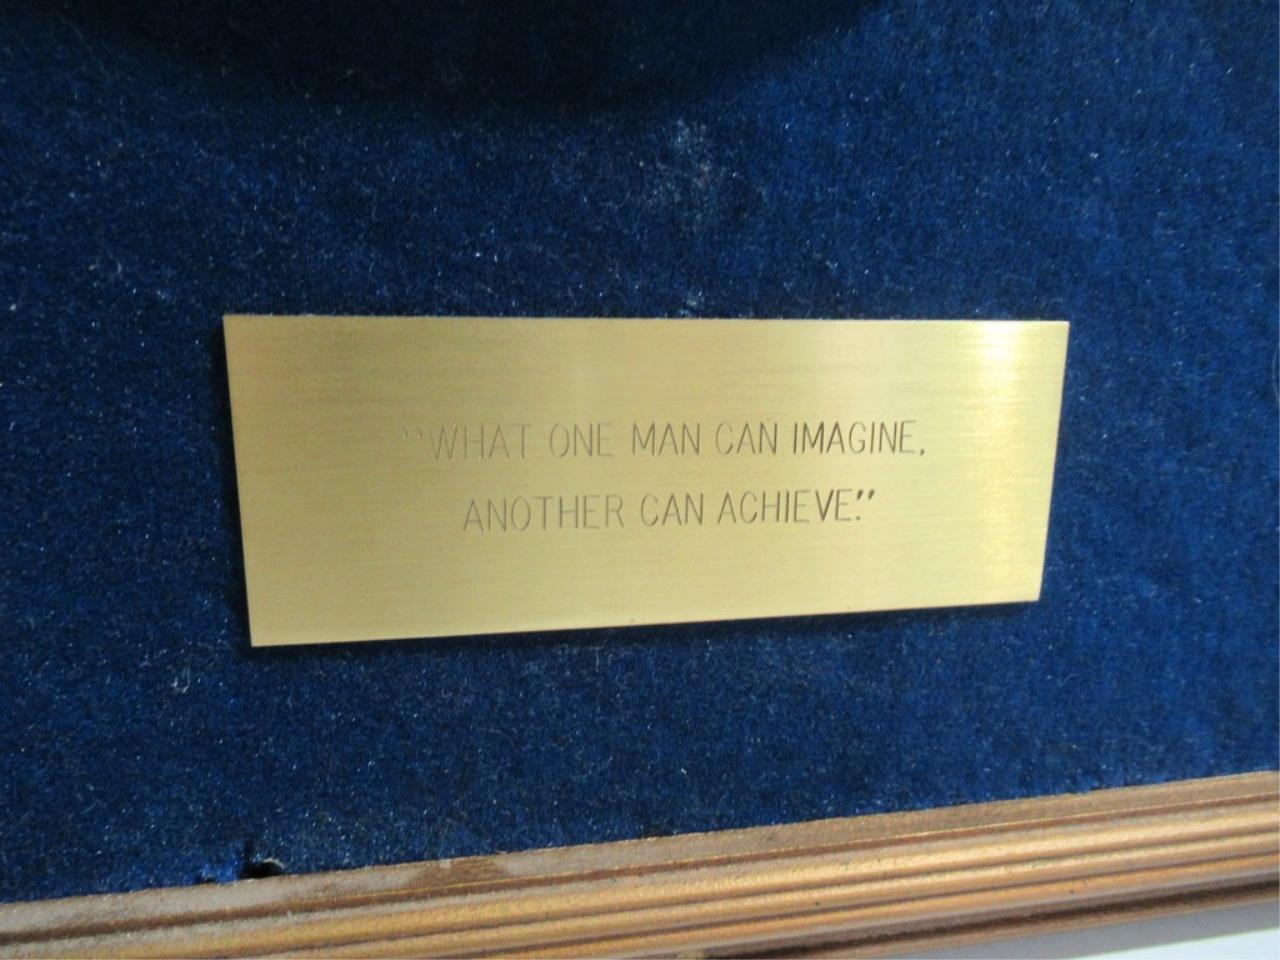 "WHAT ONE MAN CAN IMAGINE,
ANOTHER CAN ACHIEVE."